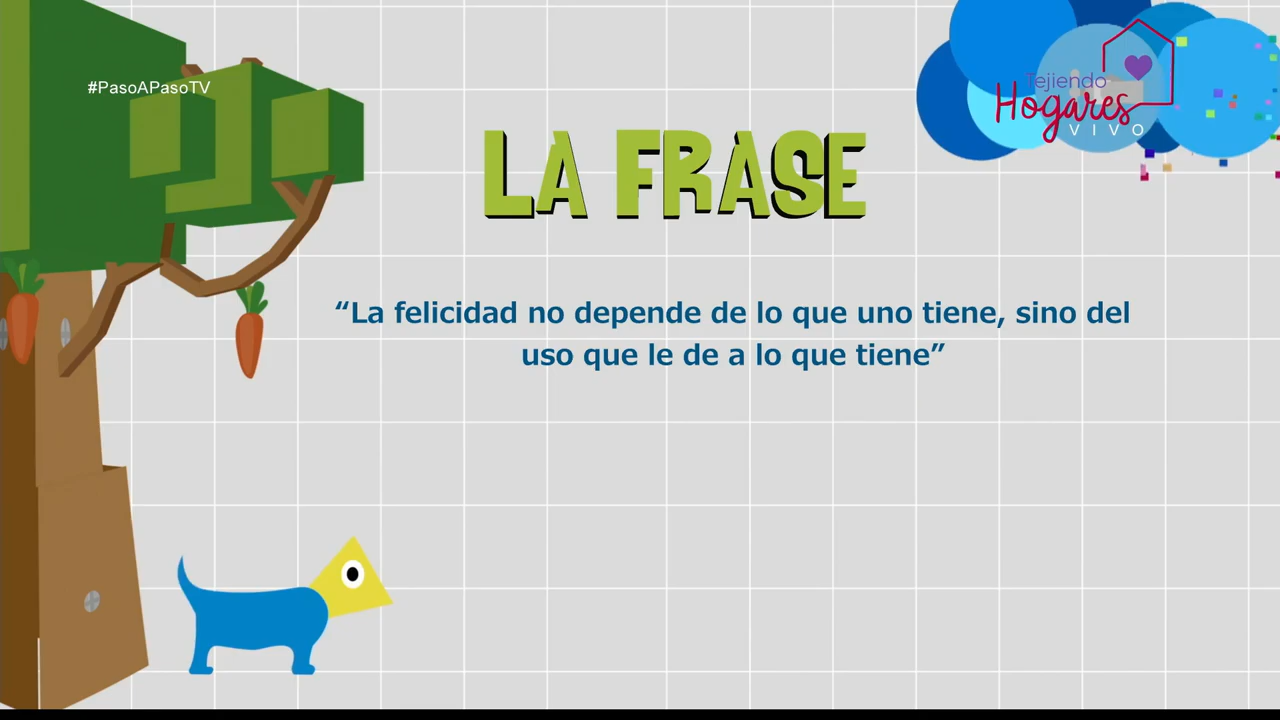 #PasoAPasoTV
Tejiendo
Hogares
VIVO
LA FRASE
“La felicidad no depende de lo que uno tiene, sino del
uso que le de a lo que tiene”